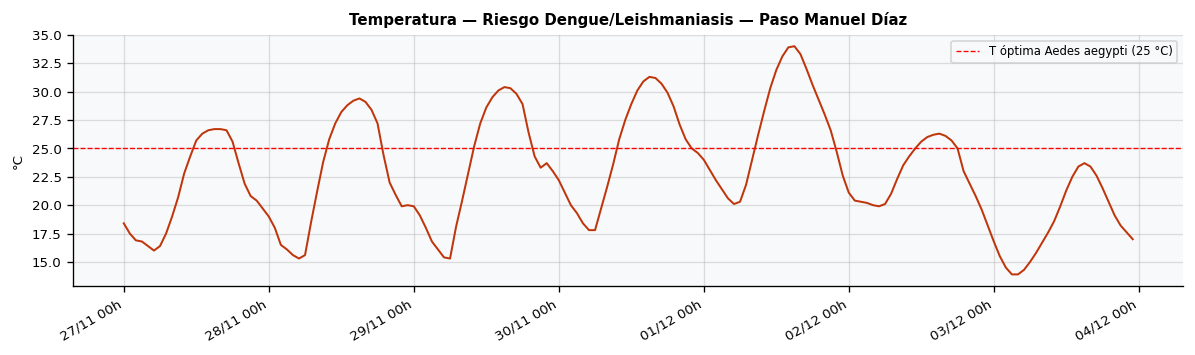 Temperatura — Riesgo Dengue/Leishmaniasis — Paso Manuel Díaz
T óptima Aedes aegypti (25 °C)
°C
35.0
32.5
30.0
27.5
25.0
22.5
20.0
17.5
15.0
27/11 00h
28/11 00h
29/11 00h
30/11 00h
01/12 00h
02/12 00h
03/12 00h
04/12 00h